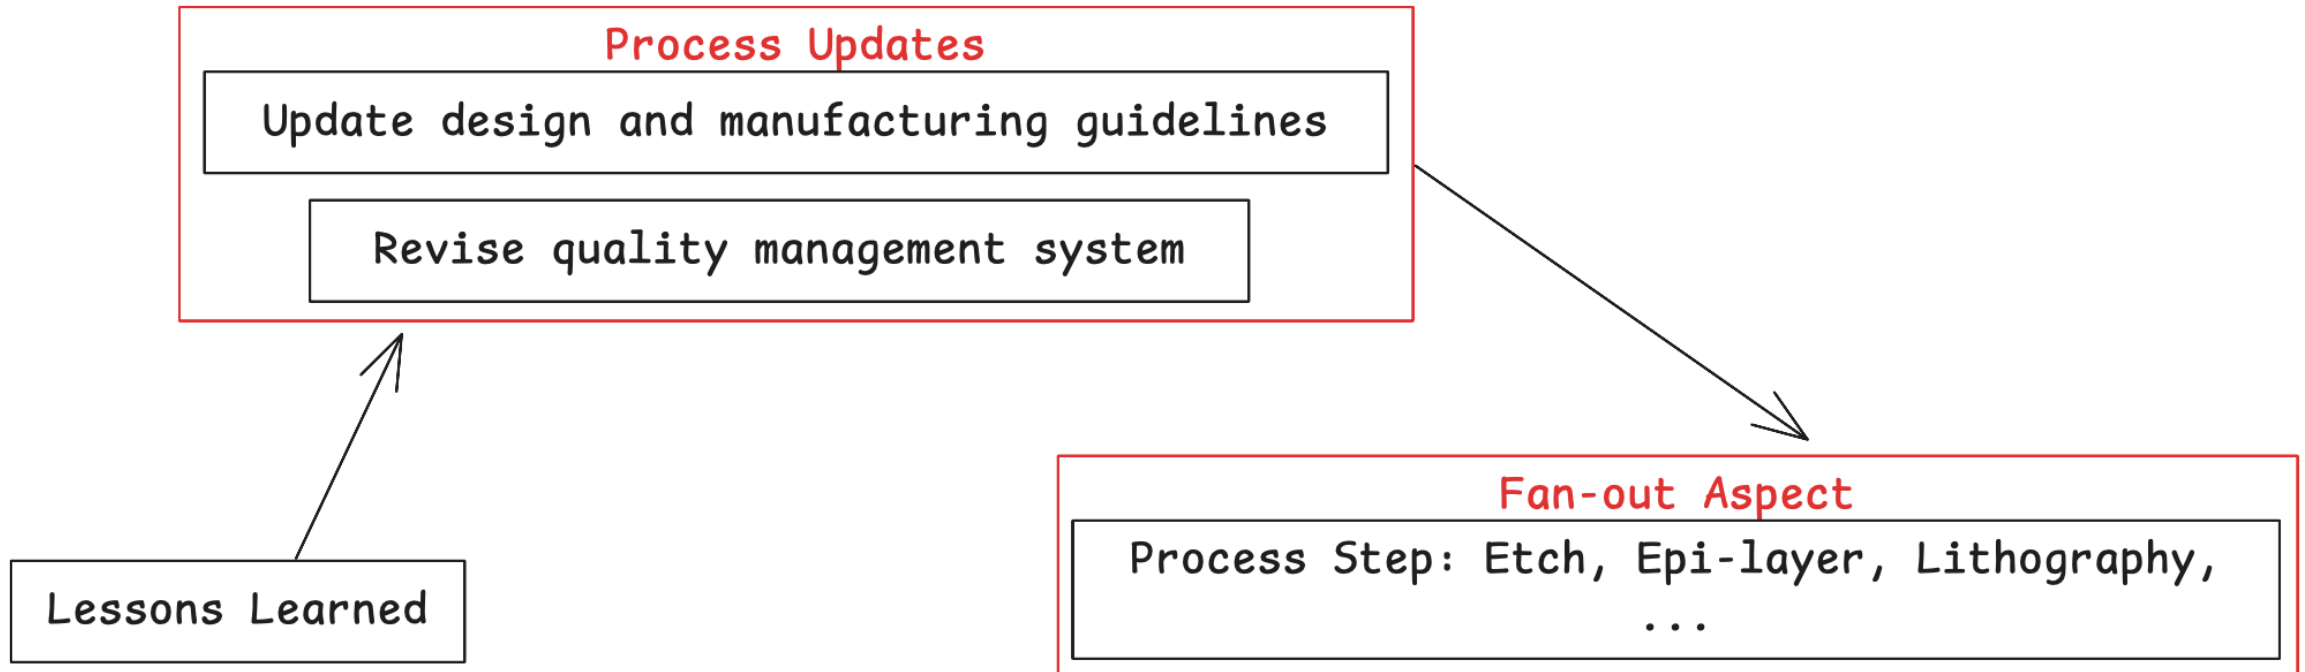 Process Updates
Update design and manufacturing guidelines
Revise quality management system
Lessons Learned
Fan-out Aspect
Process Step: Etch, Epi-layer, Lithography,
...